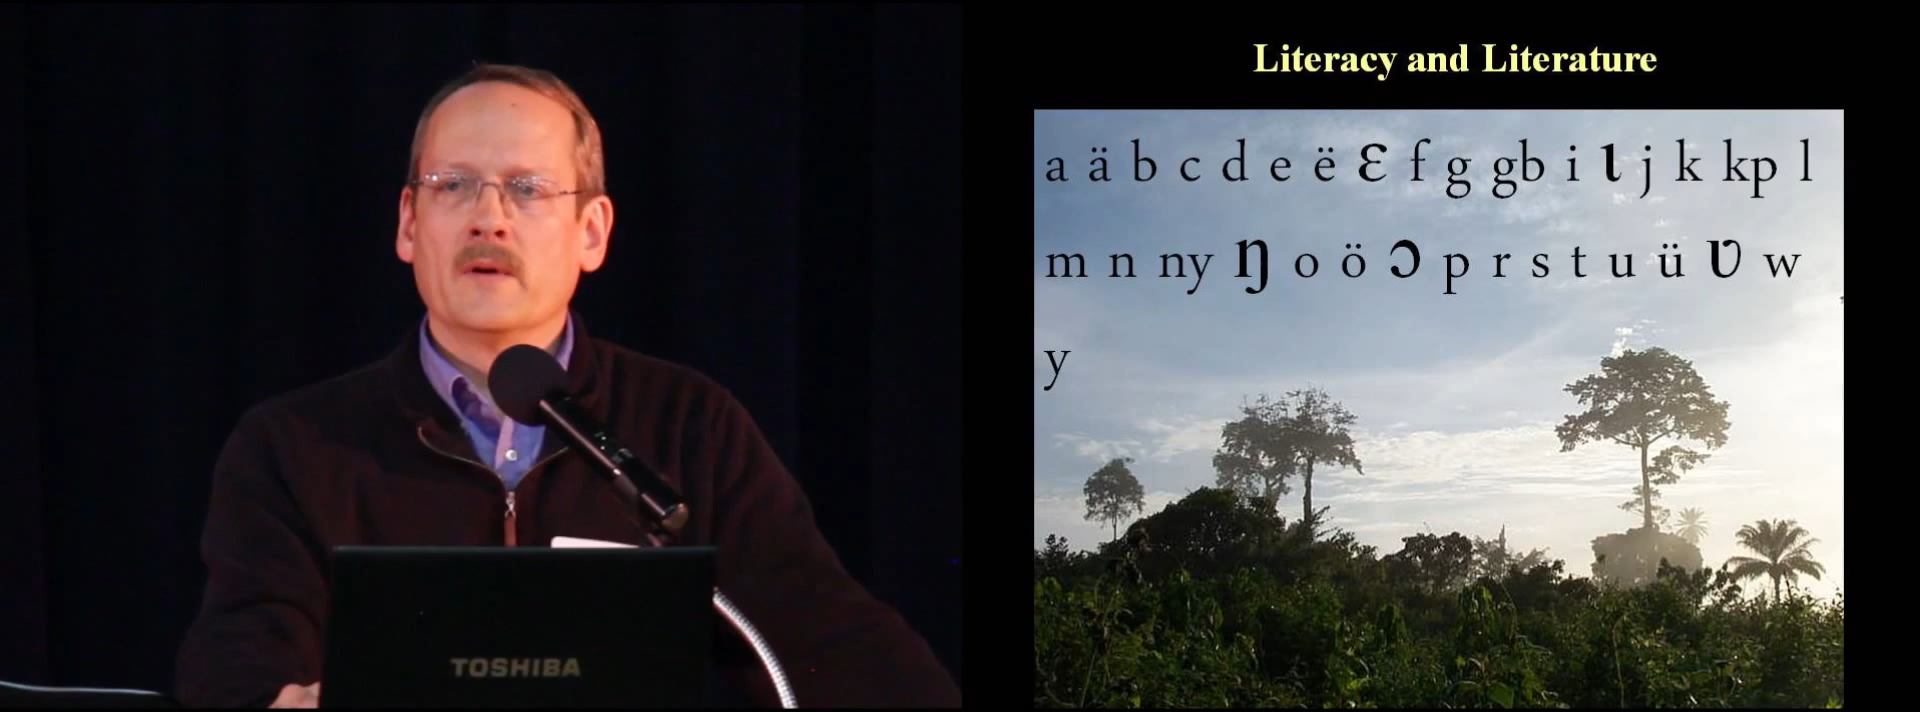 Literacy and Literature
a ä b c d e ë ɛ f g gb i ɩ j k kp l
m n ny ŋ o ö ɔ p r s t u ü ʋ w
y
TOSHIBA